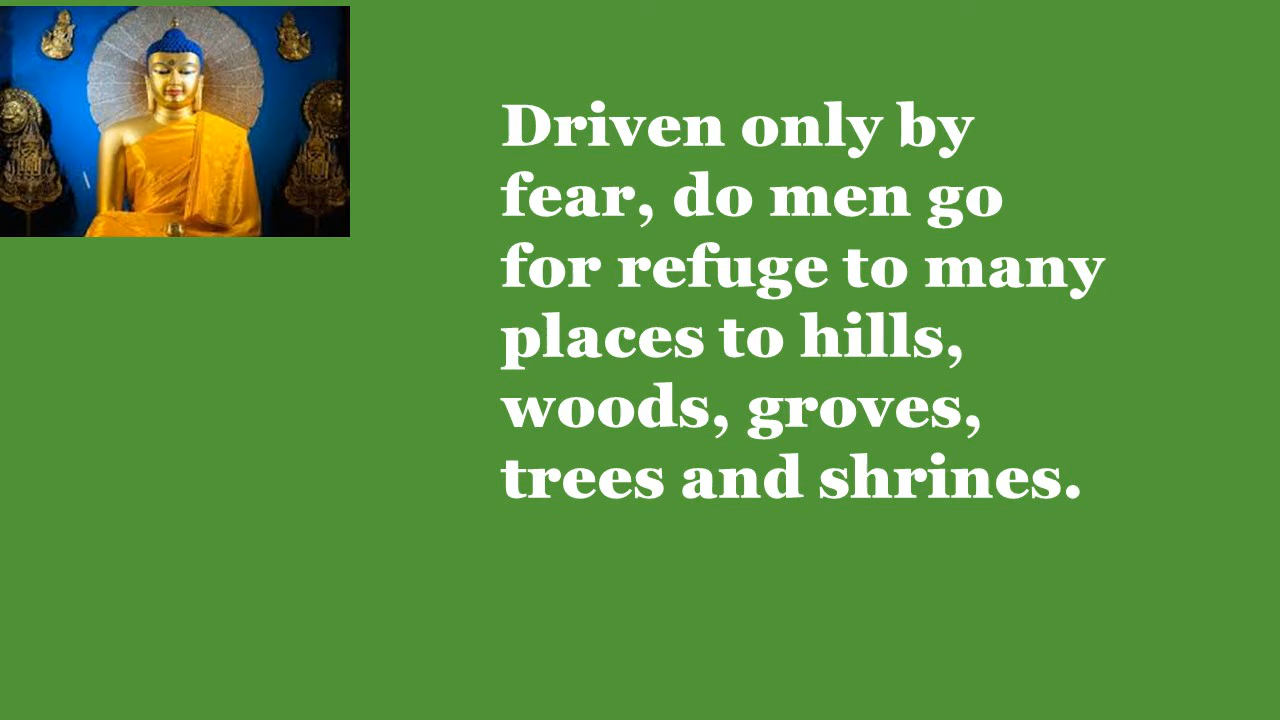 Driven only by
fear, do men go
for refuge to many
places to hills,
woods, groves,
trees and shrines.